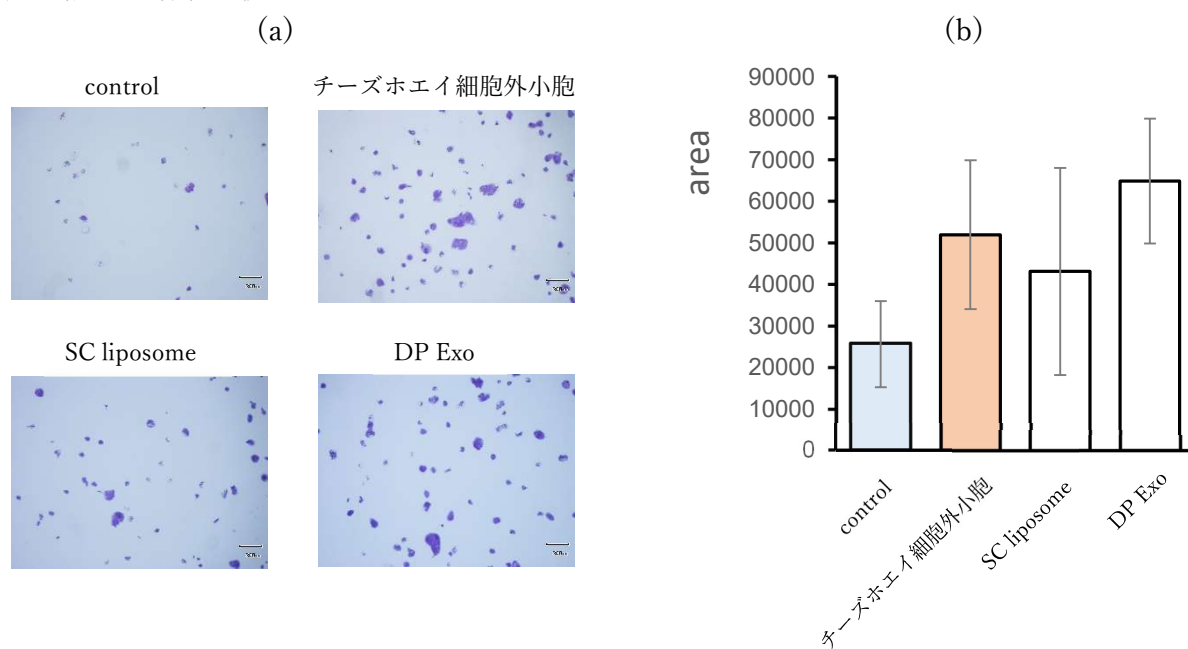 (a)
control
チーズホエイ細胞外小胞
SC liposome
DP Exo
(b)
area
90000
80000
70000
60000
50000
40000
30000
20000
10000
0
control
チーズホエイ細胞外小胞
SC liposome
DP Exo